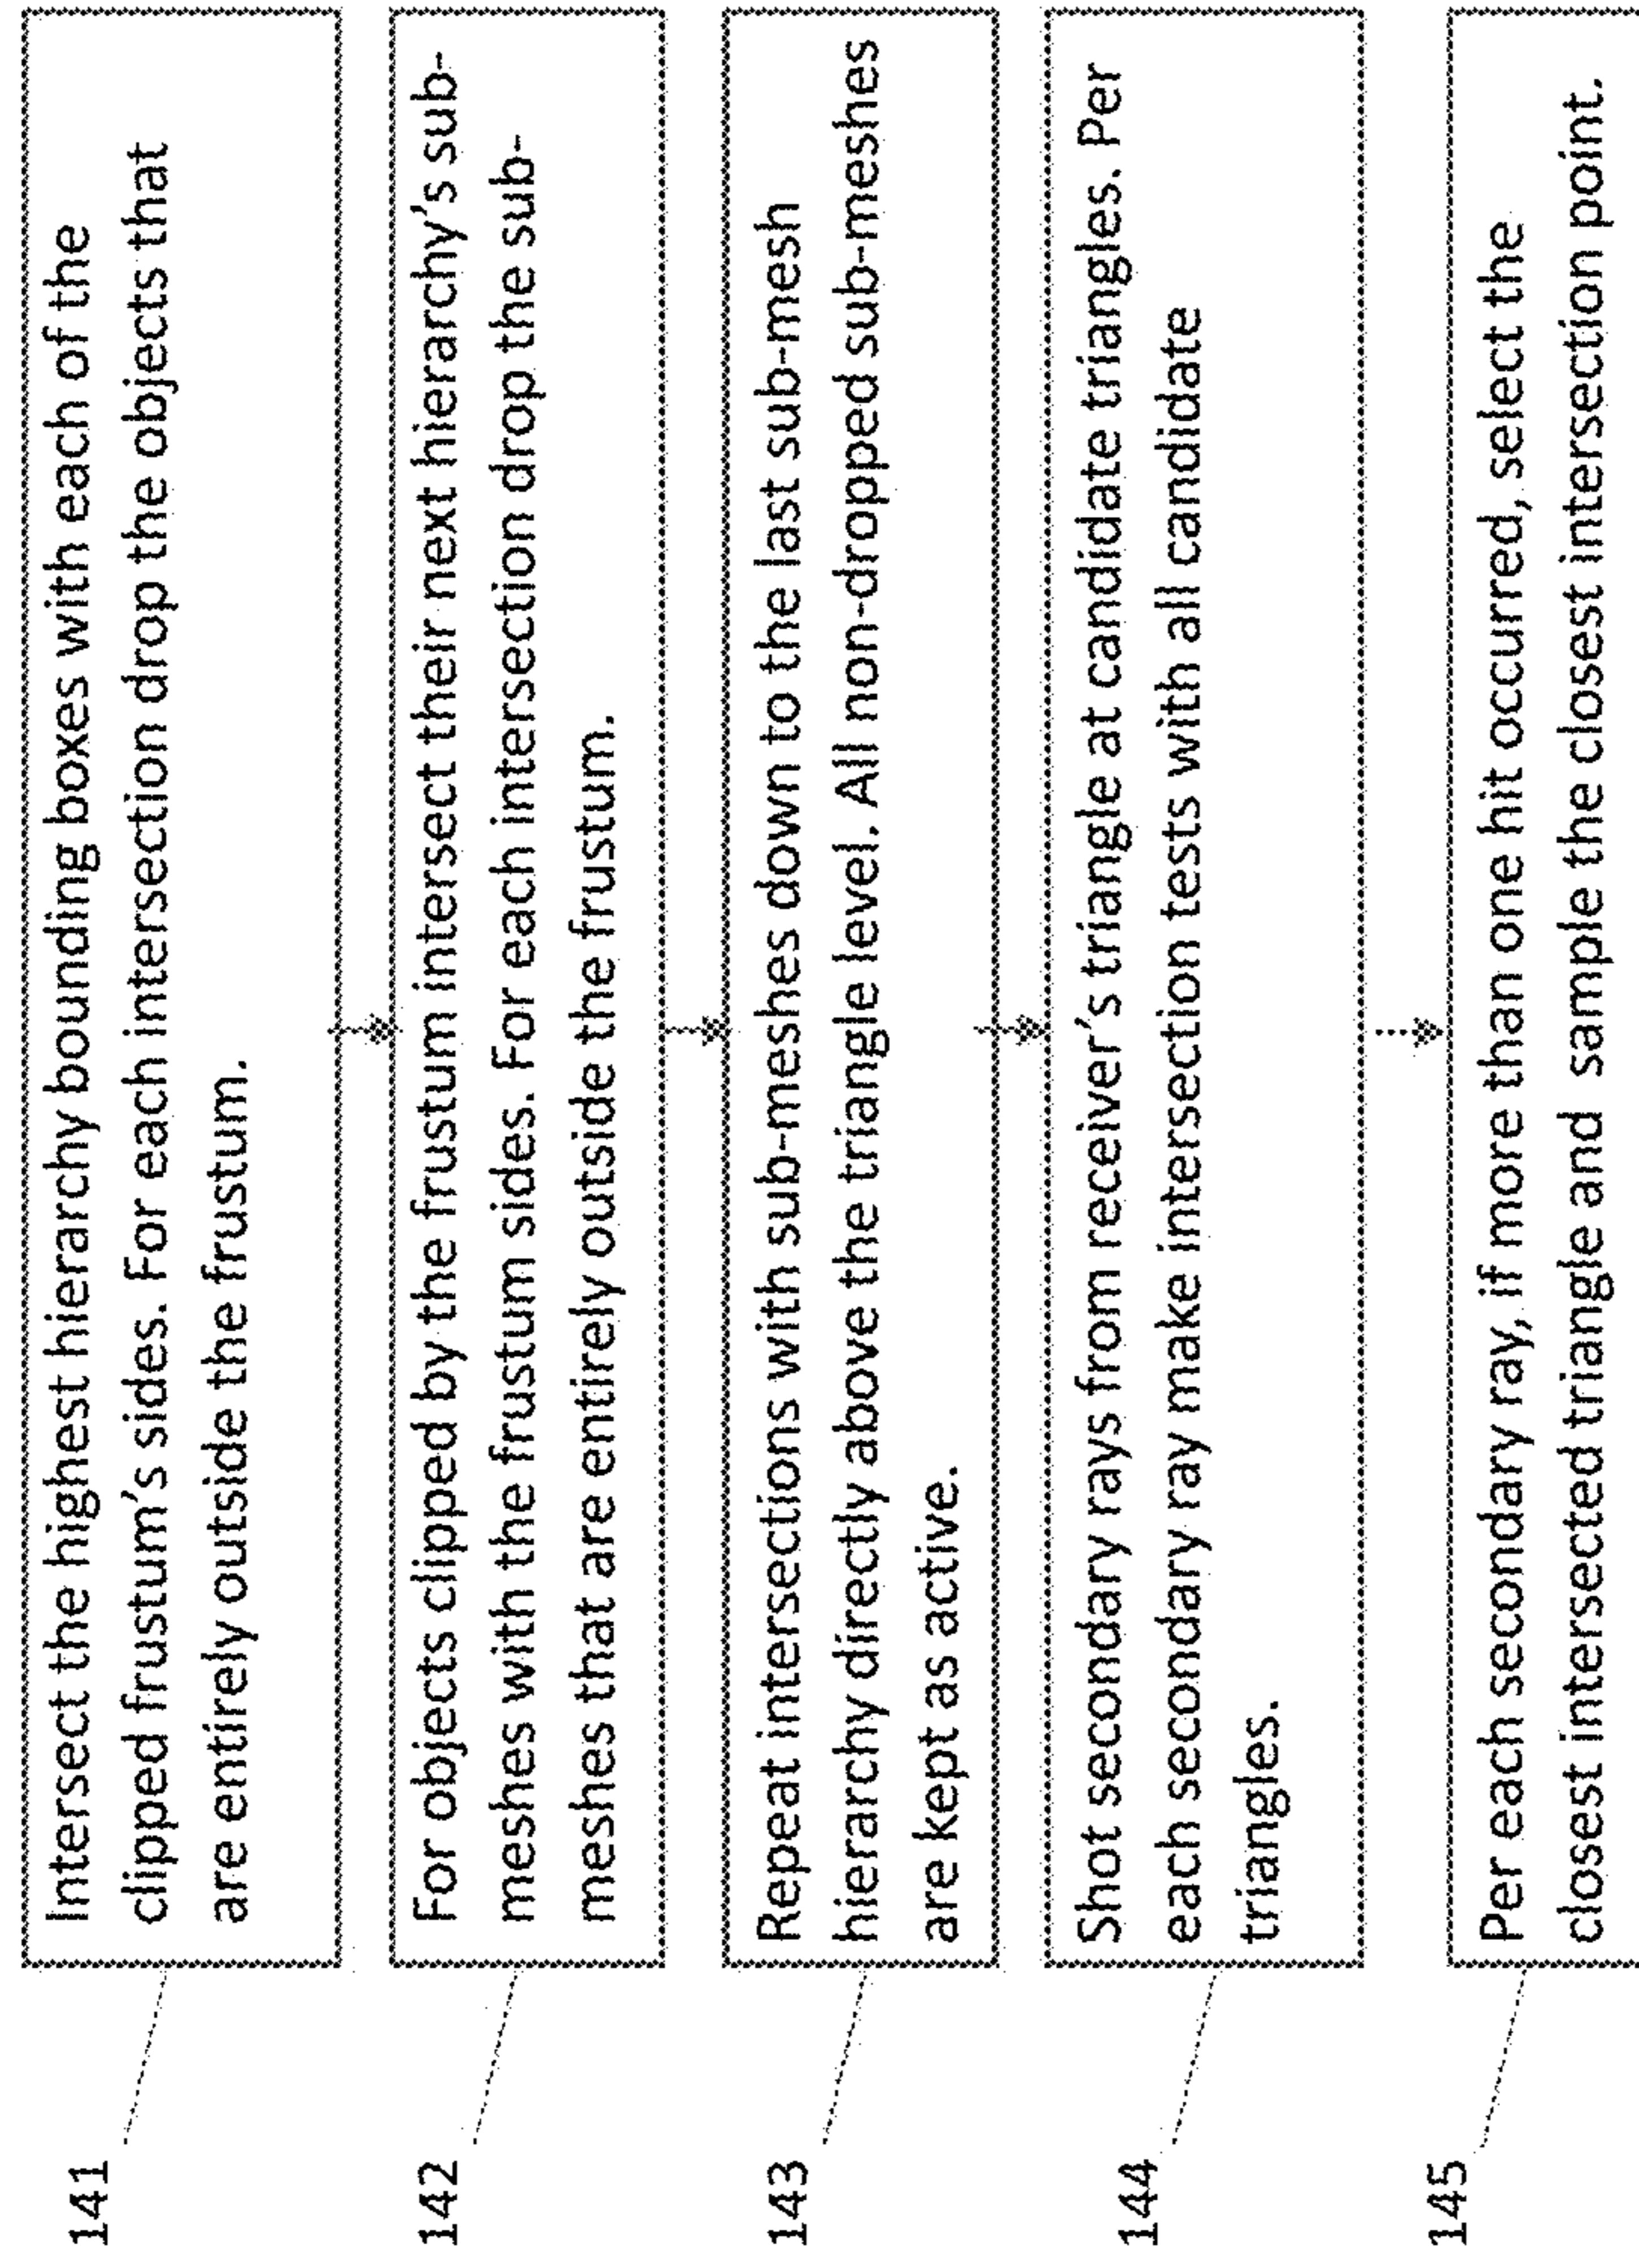 141
Intersect the highest hierarchy bounding boxes with each of the
clipped frustum's sides. For each intersection drop the objects that
are entirely outside the frustum.
142
For objects clipped by the frustum intersect their next hierarchy's sub-
meshes with the frustum sides. For each intersection drop the sub-
meshes that are entirely outside the frustum.
143
Repeat intersections with sub-meshes down to the last sub-mesh
hierarchy directly above the triangle level. All non-dropped sub-meshes
are kept as active.
144
Shot secondary rays from receiver's triangle at candidate triangles. Per
each secondary ray make intersection tests with all candidate
triangles.
145
Per each secondary ray, if more than one hit occurred, select the
closest intersected triangle and sample the closest intersection point.